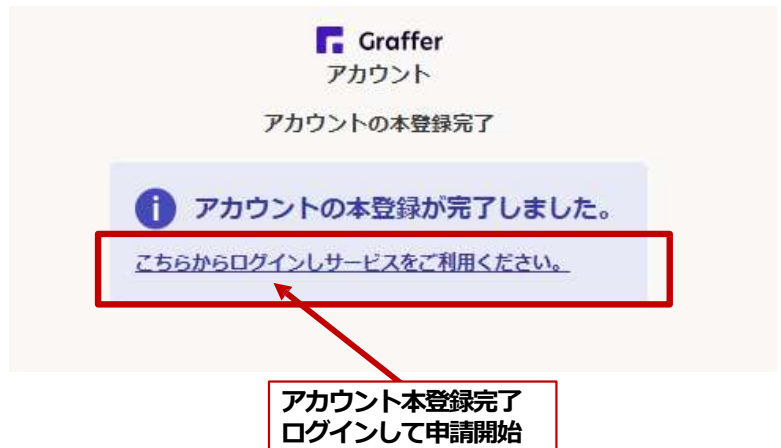 Graffer
アカウント
アカウントの本登録完了
アカウントの本登録が完了しました。
こちらからログインしサービスをご利用ください。
アカウント本登録完了
ログインして申請開始